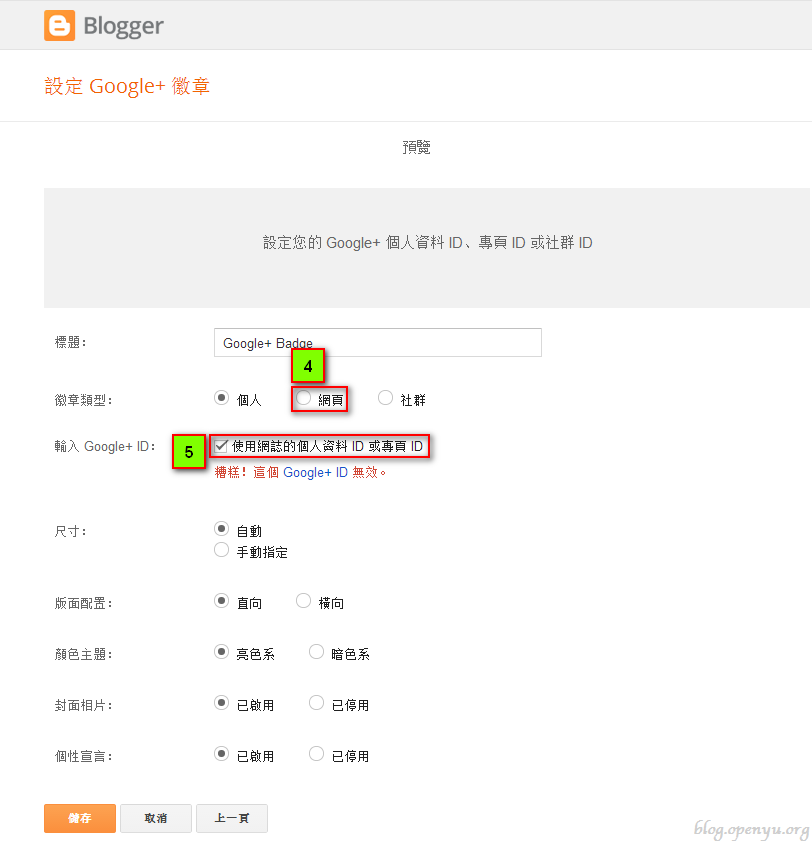 Blogger
設定 Google+ 徽章
預覽
設定您的 Google+ 個人資料 ID、專頁 ID 或社群 ID
標題:
Google+ Badge
4
徽章類型:
個人
網頁
社群
輸入 Google+ ID:
5
使用網誌的個人資料 ID 或專頁 ID
糟糕！這個 Google+ ID 無效。
尺寸:
自動
手動指定
版面配置:
直向
橫向
顏色主題:
亮色系
暗色系
封面相片:
已啟用
已停用
個性宣言:
已啟用
已停用
儲存
取消
上一頁
blog.openyu.org